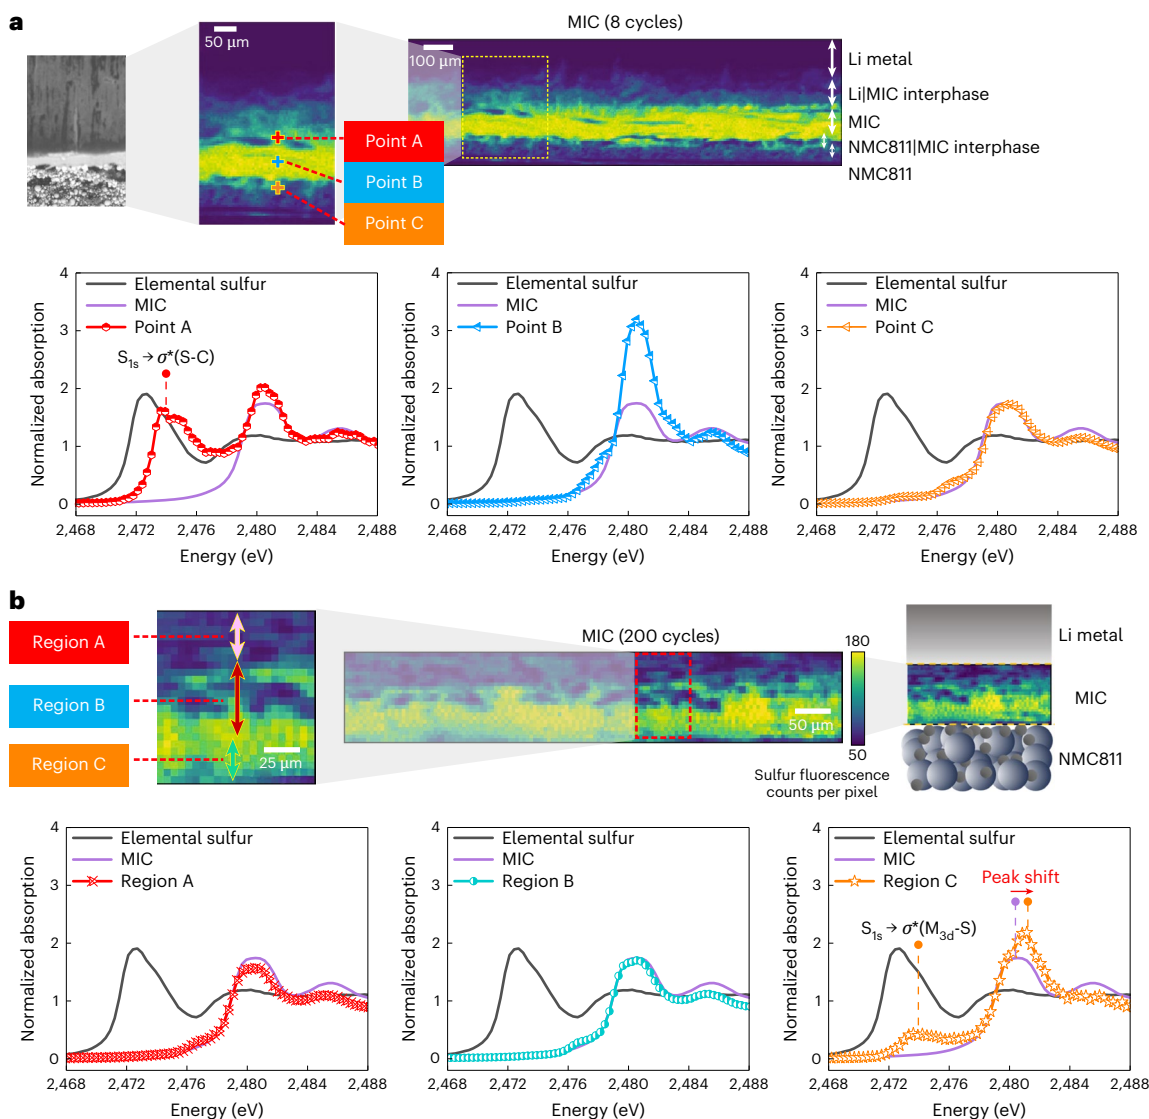 a
MIC (8 cycles)
50 µm
100 µm
Li metal
Li|MIC interphase
MIC
NMC811|MIC interphase
NMC811
Point A
Point B
Point C
4
3
2
1
0
Normalized absorption
Elemental sulfur
MIC
Point A
S1s → σ*(S-C)
2,468
2,472
2,476
2,480
2,484
2,488
Energy (eV)
4
3
2
1
0
Normalized absorption
Elemental sulfur
MIC
Point B
2,468
2,472
2,476
2,480
2,484
2,488
Energy (eV)
4
3
2
1
0
Normalized absorption
Elemental sulfur
MIC
Point C
2,468
2,472
2,476
2,480
2,484
2,488
Energy (eV)
b
Region A
Region B
Region C
25 µm
MIC (200 cycles)
50 µm
180
50
Sulfur fluorescence
counts per pixel
Li metal
MIC
NMC811
4
3
2
1
0
Normalized absorption
Elemental sulfur
MIC
Region A
2,468
2,472
2,476
2,480
2,484
2,488
Energy (eV)
4
3
2
1
0
Normalized absorption
Elemental sulfur
MIC
Region B
2,468
2,472
2,476
2,480
2,484
2,488
Energy (eV)
4
3
2
1
0
Normalized absorption
Elemental sulfur
MIC
Region C
Peak shift
S1s → σ*(M3d-S)
2,468
2,472
2,476
2,480
2,484
2,488
Energy (eV)